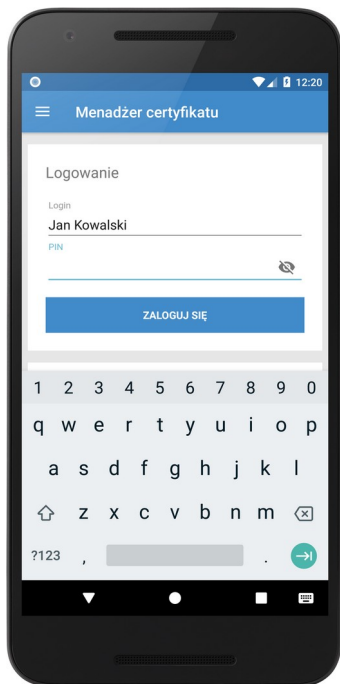 12:20
Menadżer certyfikatu
Logowanie
Login
Jan Kowalski
PIN
ZALOGUJ SIĘ
1 2 3 4 5 6 7 8 9 0
q w e r t y u i o p
a s d f g h j k l
z x c v b n m
?123 , .